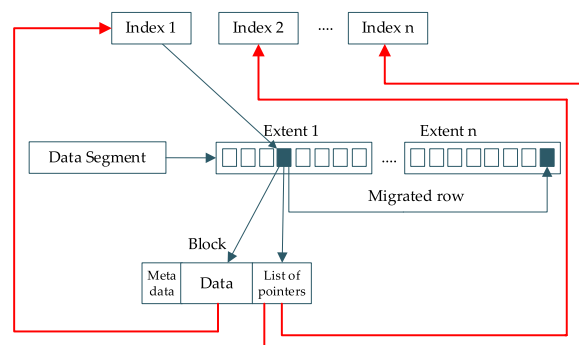 Index 1
Index 2
....
Index n
Extent 1
Extent n
Data Segment
....
Migrated row
Block
Meta
data
Data
List of
pointers